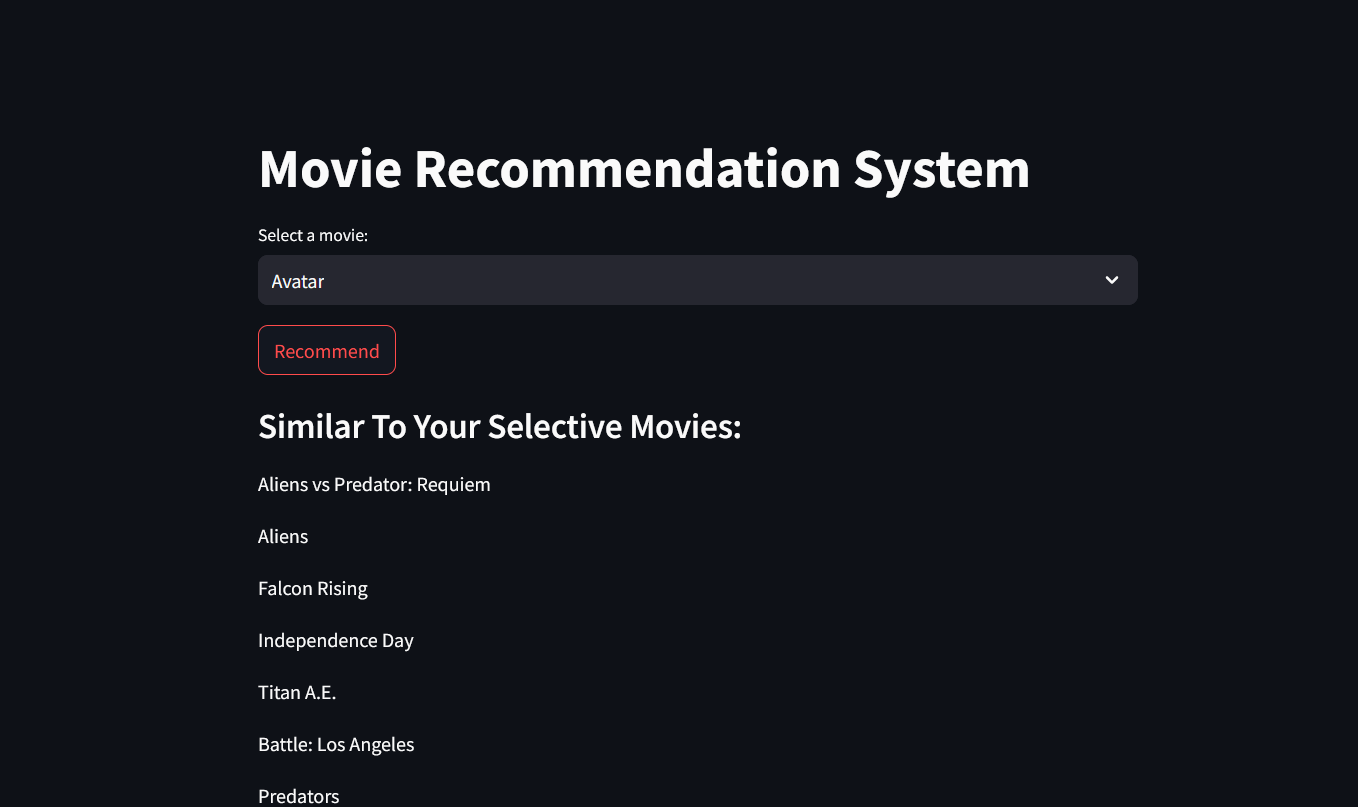 Movie Recommendation System
Select a movie:
Avatar
Recommend
Similar To Your Selective Movies:
Aliens vs Predator: Requiem
Aliens
Falcon Rising
Independence Day
Titan A.E.
Battle: Los Angeles
Predators